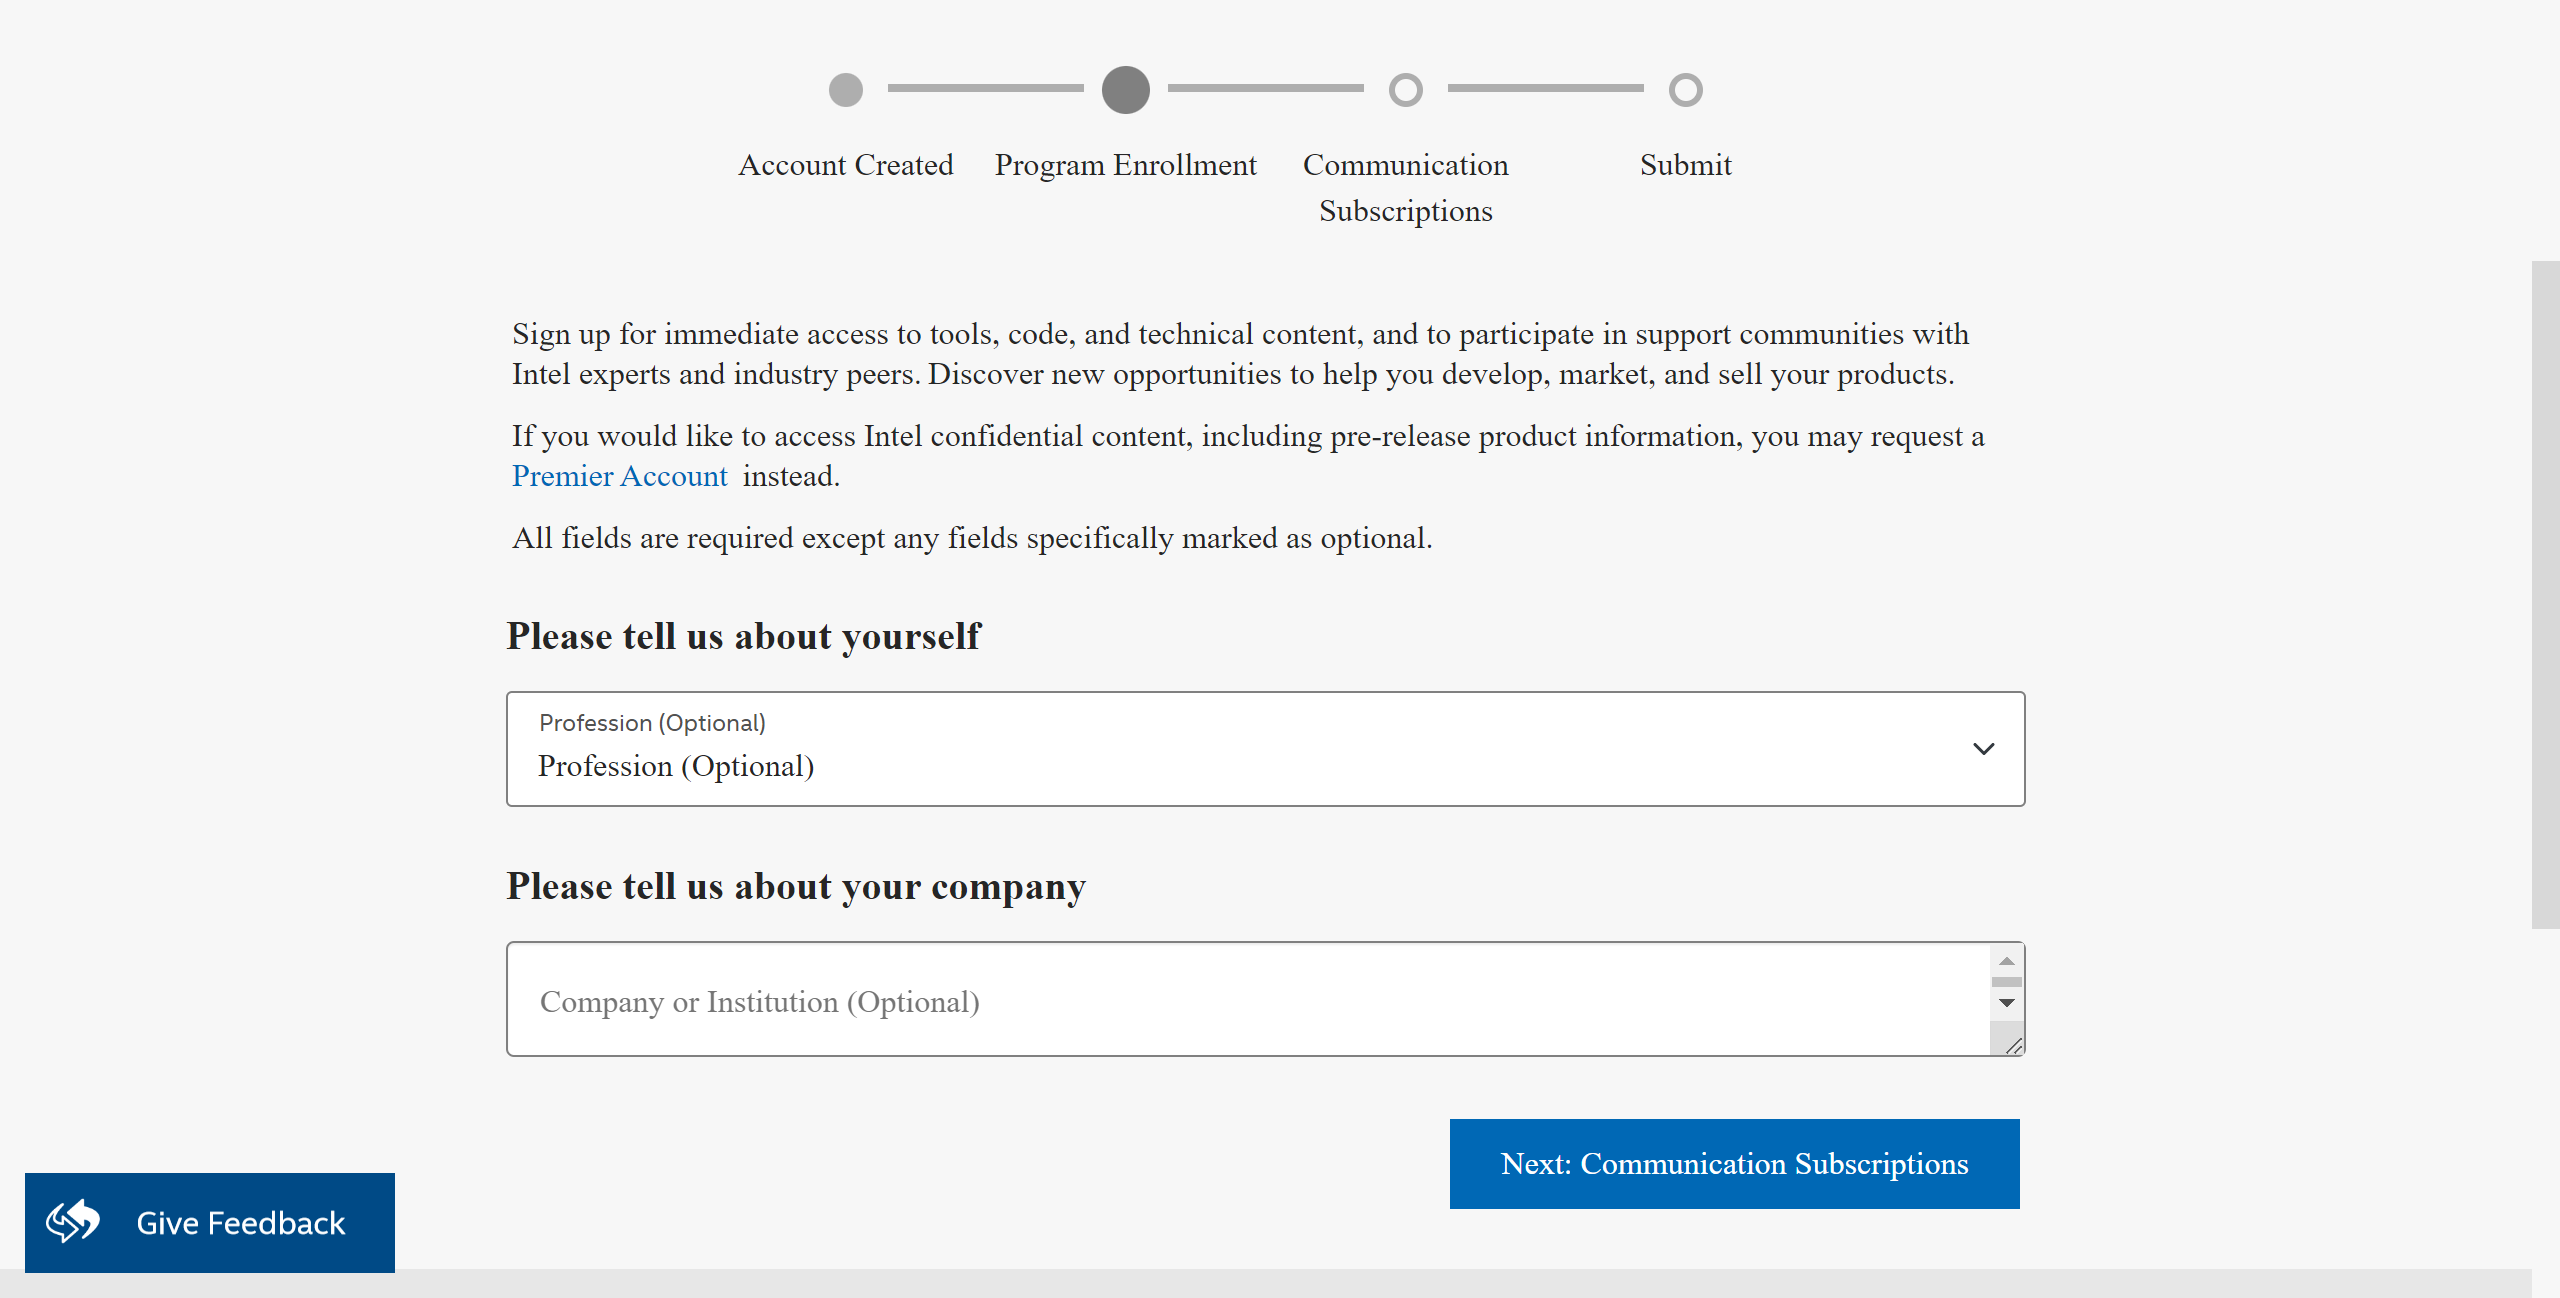 Account Created
Program Enrollment
Communication
Subscriptions
Submit
Sign up for immediate access to tools, code, and technical content, and to participate in support communities with
Intel experts and industry peers. Discover new opportunities to help you develop, market, and sell your products.
If you would like to access Intel confidential content, including pre-release product information, you may request a
Premier Account instead.
All fields are required except any fields specifically marked as optional.
Please tell us about yourself
Profession (Optional)
Profession (Optional)
Please tell us about your company
Company or Institution (Optional)
Next: Communication Subscriptions
Give Feedback